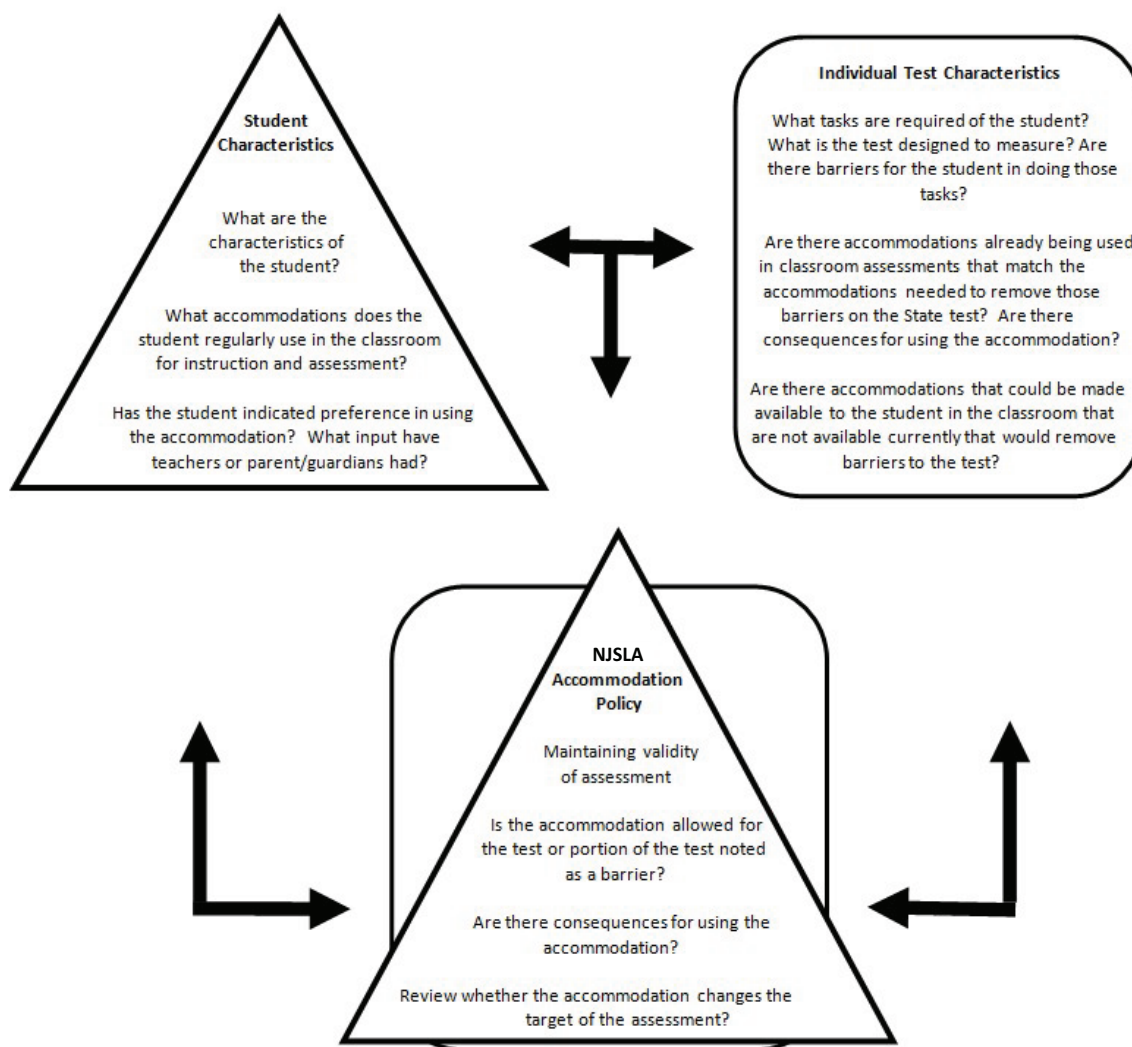 Student
Characteristics
What are the
characteristics of
the student?
What accommodations does the
student regularly use in the classroom
for instruction and assessment?
Has the student indicated preference in using
the accommodation? What input have
teachers or parent/guardians had?
Individual Test Characteristics
What tasks are required of the student?
What is the test designed to measure? Are
there barriers for the student in doing those
tasks?
Are there accommodations already being used
in classroom assessments that match the
accommodations needed to remove those
barriers on the State test? Are there
consequences for using the accommodation?
Are there accommodations that could be made
available to the student in the classroom that
are not available currently that would remove
barriers to the test?
NJSLA
Accommodation
Policy
Maintaining validity
of assessment
Is the accommodation allowed for
the test or portion of the test noted
as a barrier?
Are there consequences for using the
accommodation?
Review whether the accommodation changes the
target of the assessment?